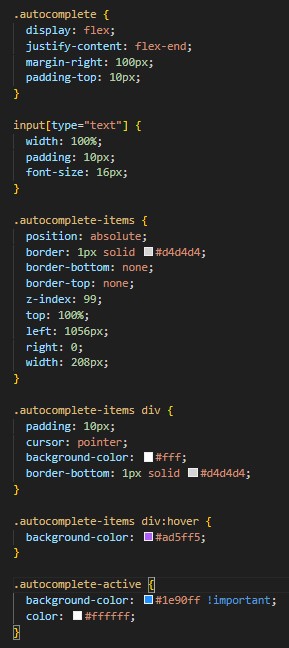 .autocomplete {
  display: flex;
  justify-content: flex-end;
  margin-right: 100px;
  padding-top: 10px;
}

input[type="text"] {
  width: 100%;
  padding: 10px;
  font-size: 16px;
}

.autocomplete-items {
  position: absolute;
  border: 1px solid #d4d4d4;
  border-bottom: none;
  border-top: none;
  z-index: 99;
  top: 100%;
  left: 1056px;
  right: 0;
  width: 208px;
}

.autocomplete-items div {
  padding: 10px;
  cursor: pointer;
  background-color: #fff;
  border-bottom: 1px solid #d4d4d4;
}

.autocomplete-items div:hover {
  background-color: #ad5ff5;
}

.autocomplete-active {
  background-color: #1e90ff !important;
  color: #ffffff;
}